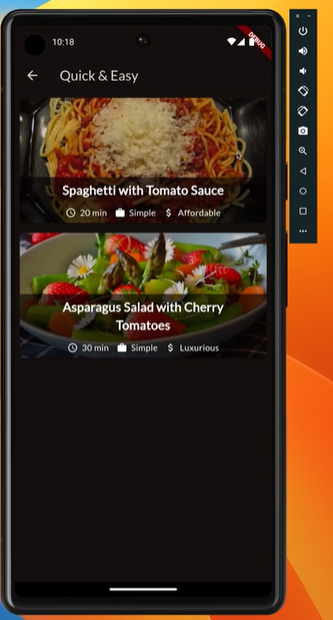 10:18
DEBUG
Quick & Easy
Spaghetti with Tomato Sauce
20 min Simple $ Affordable
Asparagus Salad with Cherry
Tomatoes
30 min Simple $ Luxurious